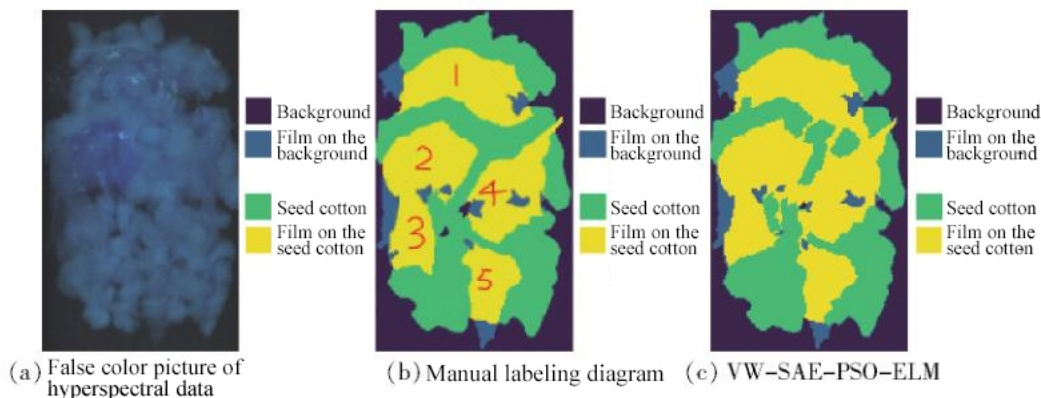 Background
Film on the
background
Seed cotton
Film on the
seed cotton
1
2
3
4
5
Background
Film on the
background
Seed cotton
Film on the
seed cotton
Background
Film on the
background
Seed cotton
Film on the
seed cotton
(a) False color picture of
hyperspectral data
(b) Manual labeling diagram
(c) VW-SAE-PSO-ELM